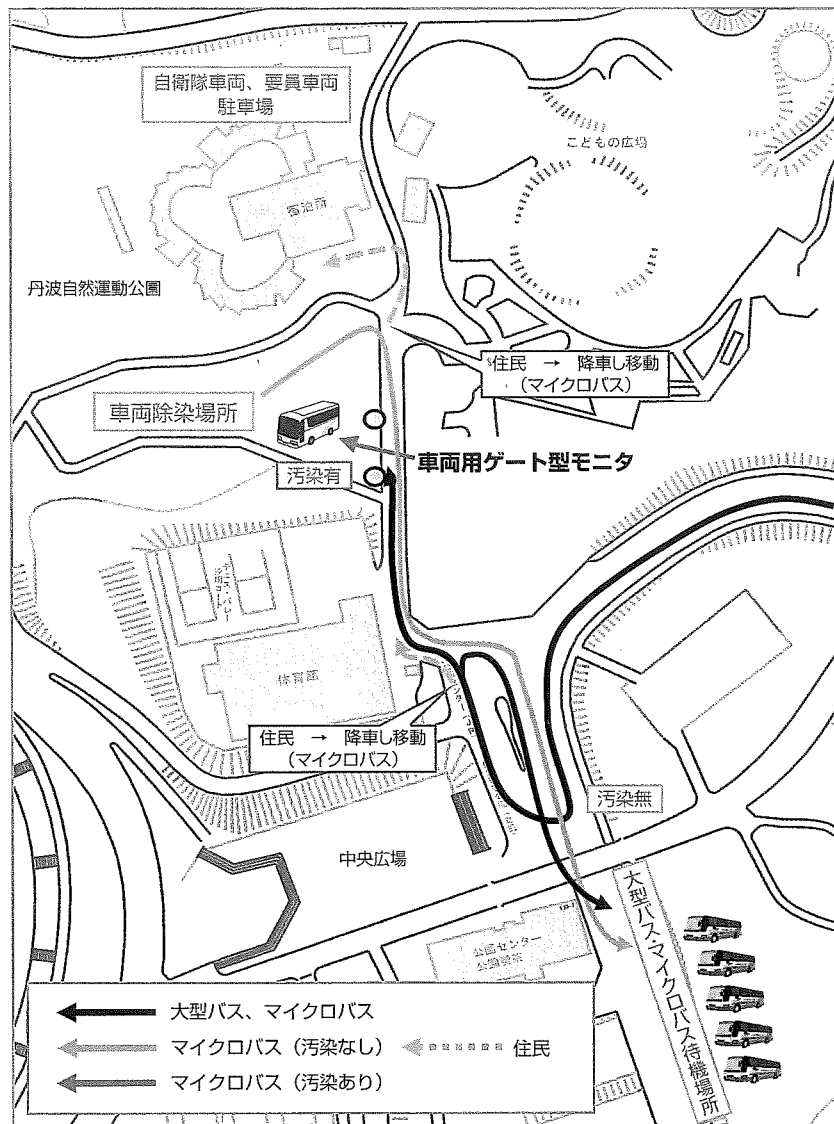 自衛隊車両、要員車両
駐車場
こどもの広場
宿泊所
丹波自然運動公園
住民 → 降車し移動
(マイクロバス)
車両除染場所
車両用ゲート型モニタ
汚染有
体育館
住民 → 降車し移動
(マイクロバス)
汚染無
中央広場
大型バス・マイクロバス待機場所
公園センター
大型バス、マイクロバス
マイクロバス（汚染なし）
住民
マイクロバス（汚染あり）